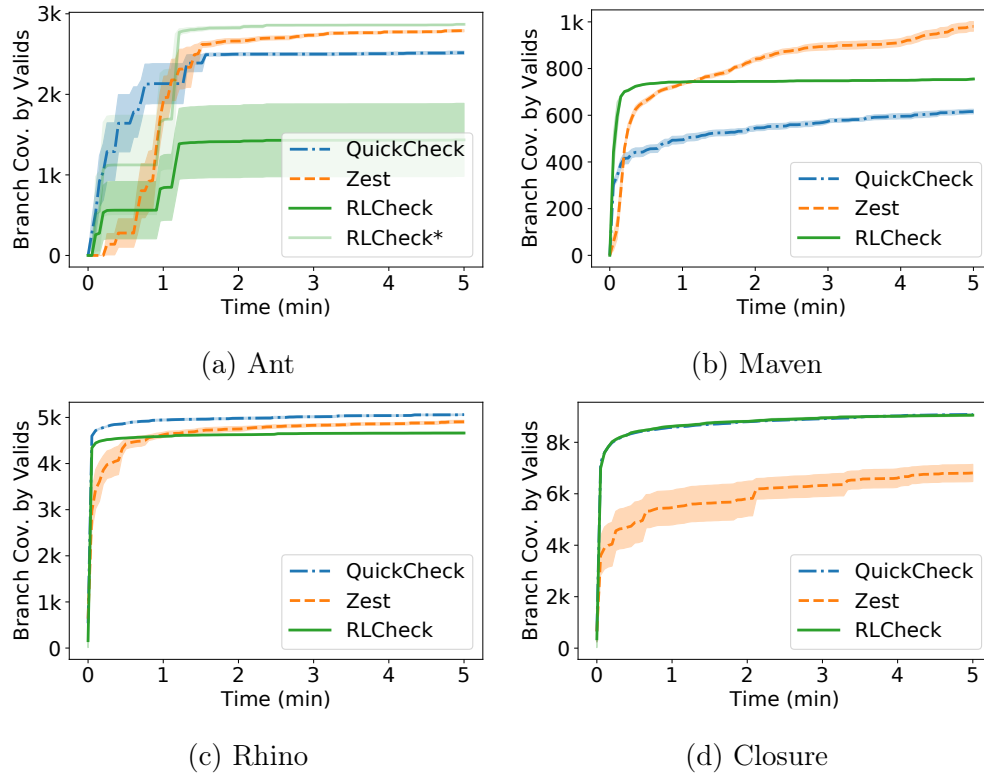 Branch Cov. by Valids
3k
2k
1k
0
QuickCheck
Zest
RLCheck
RLCheck*
0 1 2 3 4 5
Time (min)
(a) Ant
Branch Cov. by Valids
1k
800
600
400
200
0
QuickCheck
Zest
RLCheck
0 1 2 3 4 5
Time (min)
(b) Maven
Branch Cov. by Valids
5k
4k
3k
2k
1k
0
QuickCheck
Zest
RLCheck
0 1 2 3 4 5
Time (min)
(c) Rhino
Branch Cov. by Valids
8k
6k
4k
2k
0
QuickCheck
Zest
RLCheck
0 1 2 3 4 5
Time (min)
(d) Closure